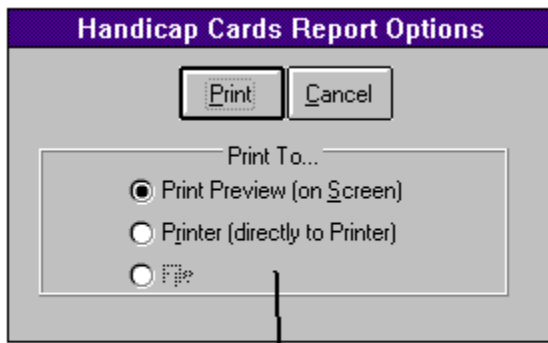 Handicap Cards Report Options
Print Cancel
Print To...
Print Preview (on Screen)
Printer (directly to Printer)
File